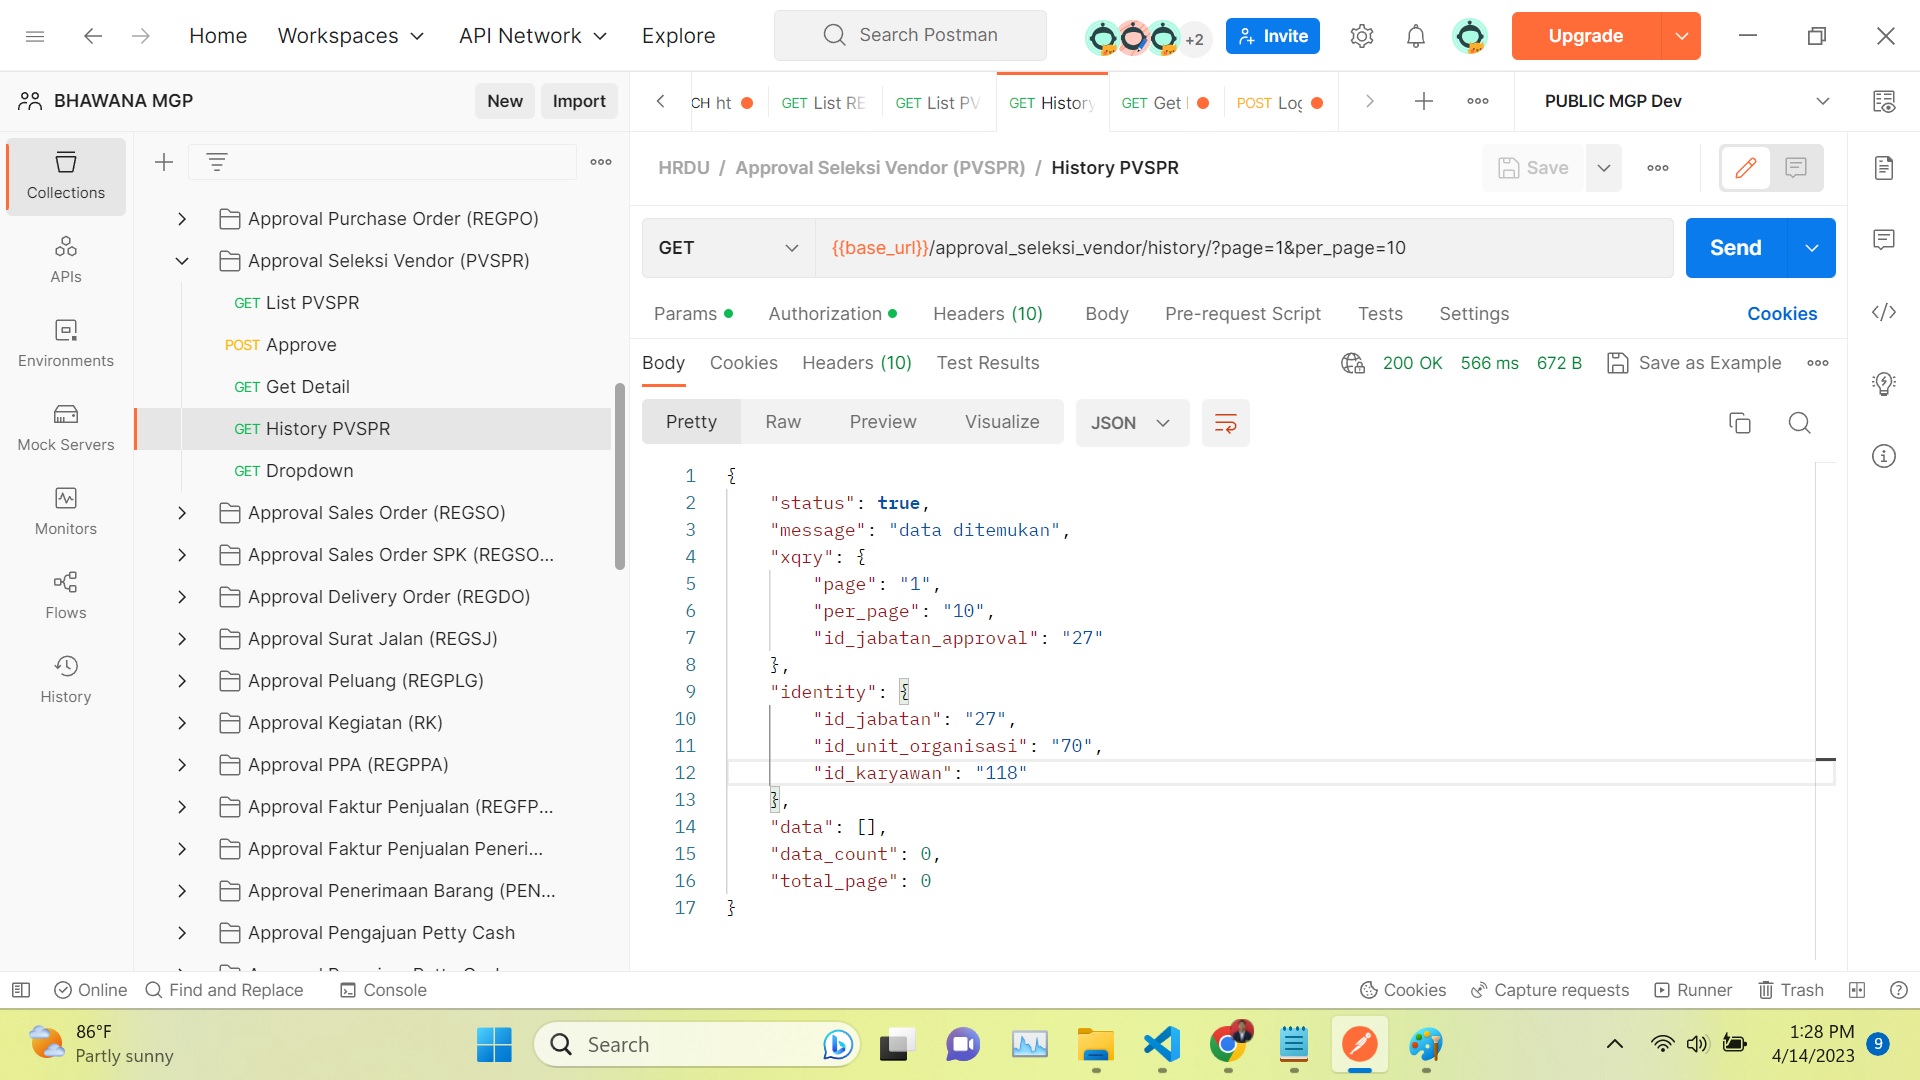 Home
Workspaces
API Network
Explore
Search Postman
+2
Invite
Upgrade
BHAWANA MGP
New
Import
CH ht
GET List RE
GET List PV
GET History
GET Get
POST Log
PUBLIC MGP Dev
Collections
APIs
Environments
Mock Servers
Monitors
Flows
History
Approval Purchase Order (REGPO)
Approval Seleksi Vendor (PVSPR)
GET List PVSPR
POST Approve
GET Get Detail
GET History PVSPR
GET Dropdown
Approval Sales Order (REGSO)
Approval Sales Order SPK (REGSO...
Approval Delivery Order (REGDO)
Approval Surat Jalan (REGSJ)
Approval Peluang (REGPLG)
Approval Kegiatan (RK)
Approval PPA (REGPPA)
Approval Faktur Penjualan (REGFP...
Approval Faktur Penjualan Peneri...
Approval Penerimaan Barang (PEN...
Approval Pengajuan Petty Cash
HRDU / Approval Seleksi Vendor (PVSPR) / History PVSPR
Save
GET
{{base_url}}/approval_seleksi_vendor/history/?page=1&per_page=10
Send
Params
Authorization
Headers (10)
Body
Pre-request Script
Tests
Settings
Cookies
Body
Cookies
Headers (10)
Test Results
200 OK
566 ms
672 B
Save as Example
Pretty
Raw
Preview
Visualize
JSON
1 {
2 "status": true,
3 "message": "data ditemukan",
4 "xqry": {
5 "page": "1",
6 "per_page": "10",
7 "id_jabatan_approval": "27"
8 },
9 "identity": {
10 "id_jabatan": "27",
11 "id_unit_organisasi": "70",
12 "id_karyawan": "118"
13 },
14 "data": [],
15 "data_count": 0,
16 "total_page": 0
17 }
Online
Find and Replace
Console
Cookies
Capture requests
Runner
Trash
86°F
Partly sunny
Search
1:28 PM
4/14/2023
9